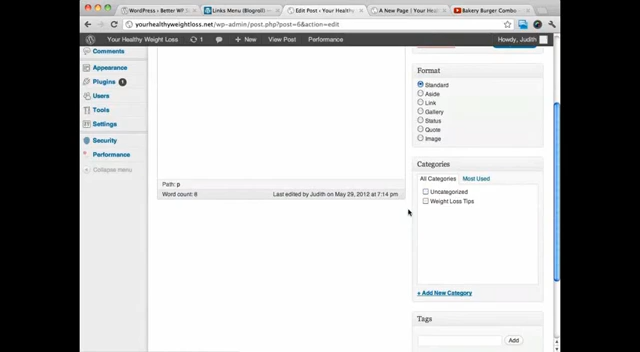 WordPress › Better WP S
Links Menu (Blogroll) —
Edit Post ‹ Your Healthy
A New Page | Your Heal
Bakery Burger Combo
yourhealthyweightloss.net/wp-admin/post.php?post=6&action=edit
Your Healthy Weight Loss
1
+ New
View Post
Performance
Howdy, Judith
Comments
Appearance
Plugins 1
Users
Tools
Settings
Security
Performance
Collapse menu
Path: p
Word count: 8
Last edited by Judith on May 29, 2012 at 7:14 pm
Format
Standard
Aside
Link
Gallery
Status
Quote
Image
Categories
All Categories
Most Used
Uncategorized
Weight Loss Tips
+ Add New Category
Tags
Add